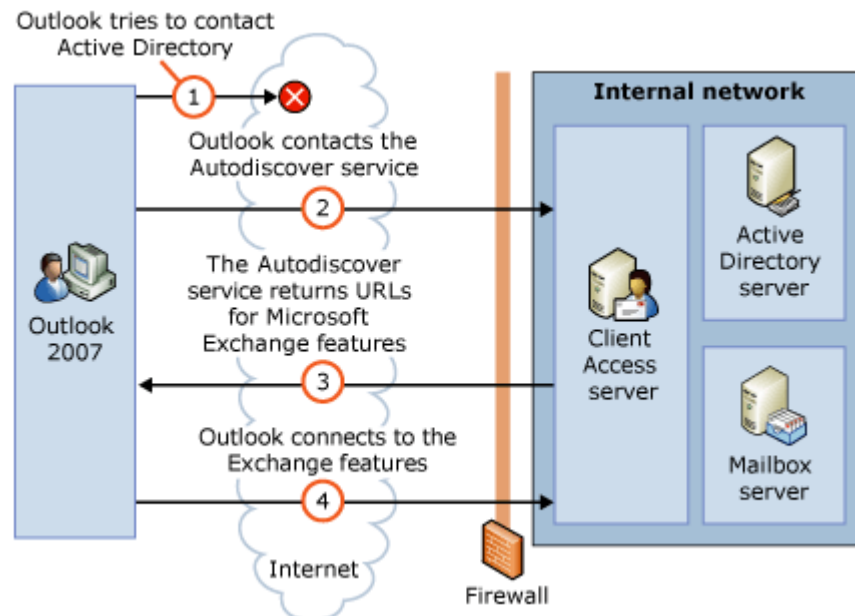 Outlook tries to contact
Active Directory
1
Internal network
Outlook contacts the
Autodiscover service
2
Active
Directory
server
The Autodiscover
service returns URLs
for Microsoft
Exchange features
Outlook
2007
Client
Access
server
3
Outlook connects to the
Exchange features
Mailbox
server
4
Internet
Firewall